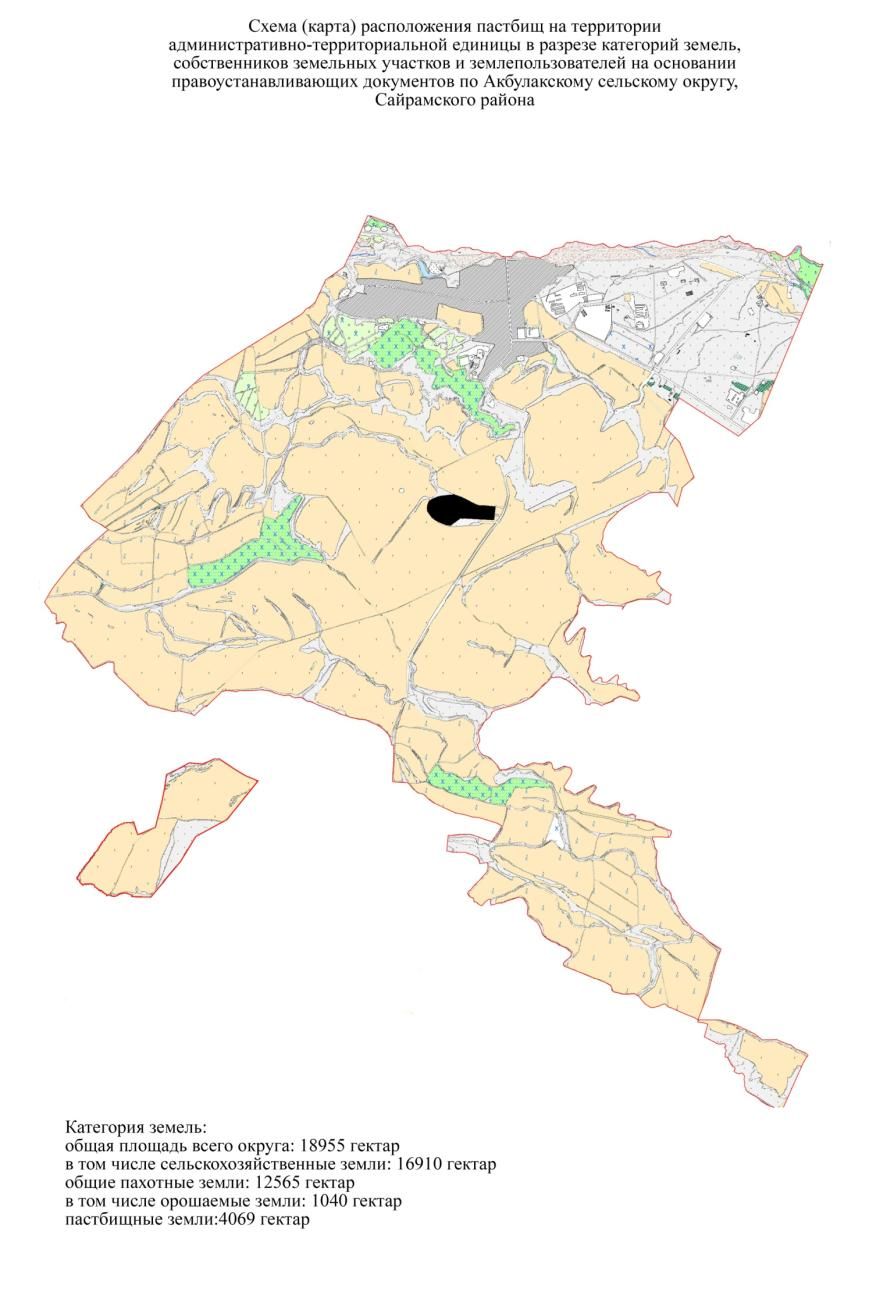 Схема (карта) расположения пастбищ на территории
административно-территориальной единицы в разрезе категорий земель,
собственников земельных участков и землепользователей на основании
правоустанавливающих документов по Акбулакскому сельскому округу,
Сайрамского района
Категория земель:
общая площадь всего округа: 18955 гектар
в том числе сельскохозяйственные земли: 16910 гектар
общие пахотные земли: 12565 гектар
в том числе орошаемые земли: 1040 гектар
пастбищные земли:4069 гектар